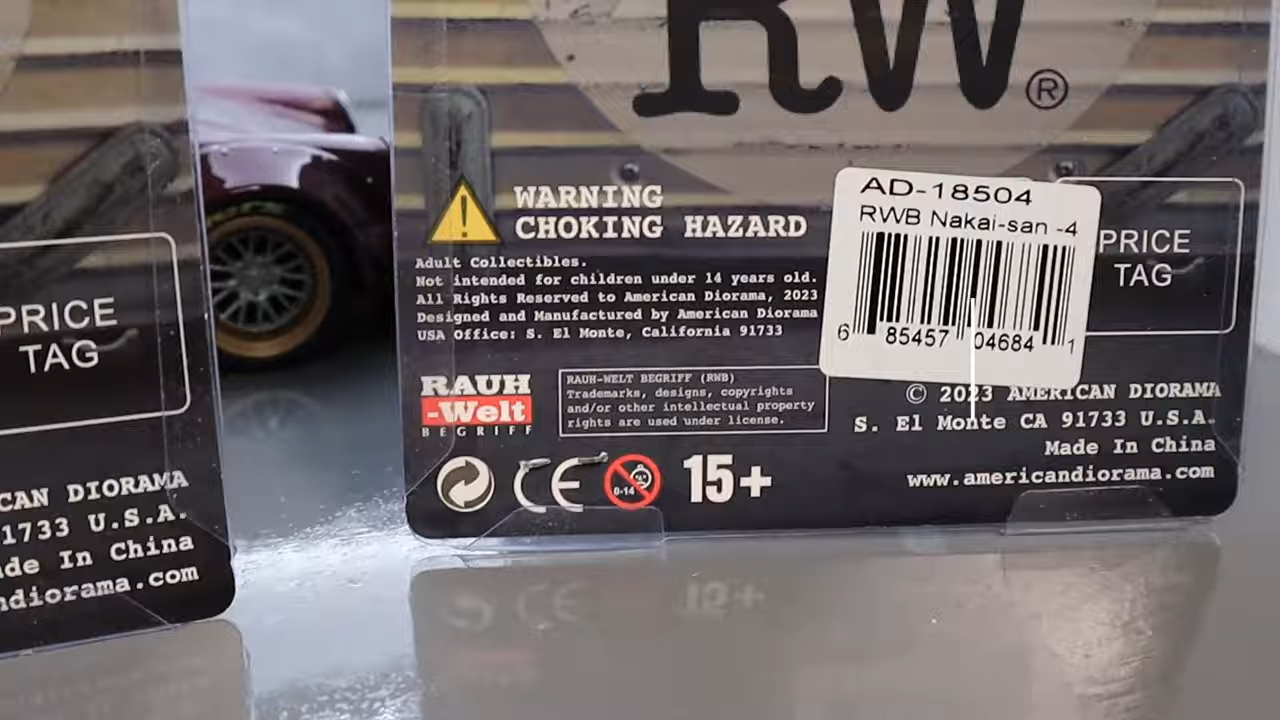 RW®
WARNING
CHOKING HAZARD
Adult Collectibles.
Not intended for children under 14 years old.
All Rights Reserved to American Diorama, 2023
Designed and Manufactured by American Diorama
USA Office: S. El Monte, California 91733
AD-18504
RWB Nakai-san -4
6 85457 04684 1
PRICE
TAG
RAUH
-Welt
BEGRIFF
RAUH-WELT BEGRIFF (RWB)
Trademarks, designs, copyrights
and/or other intellectual property
rights are used under license.
© 2023 AMERICAN DIORAMA
S. El Monte CA 91733 U.S.A.
Made In China
www.americandiorama.com
CE
0-14
15+
PRICE
TAG
CAN DIORAMA
1733 U.S.A.
de In China
ndiorama.com